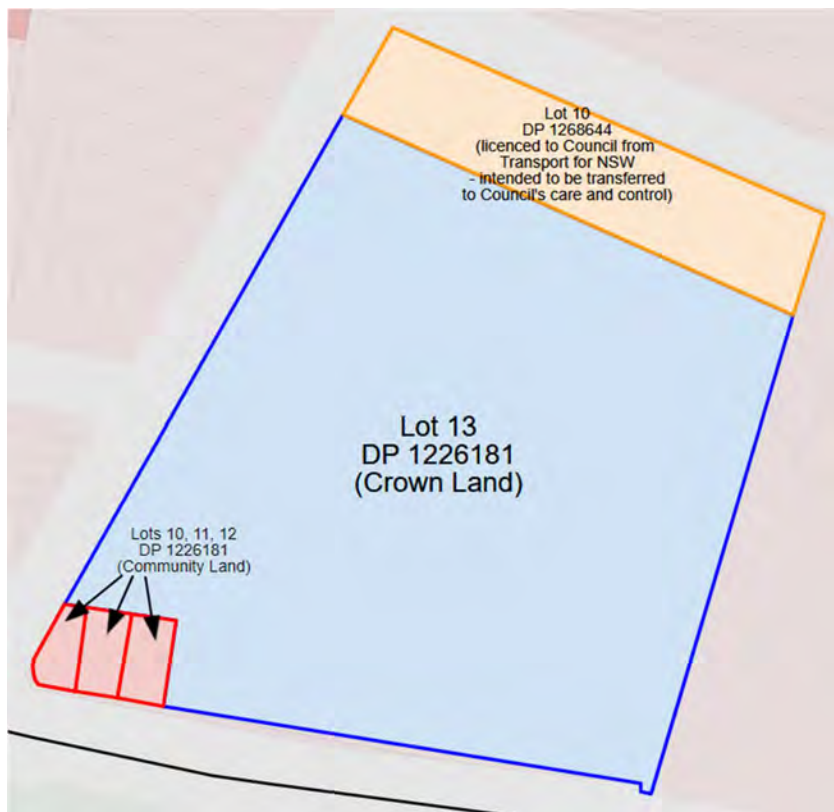 Lot 10
DP 1268644
(licenced to Council from
Transport for NSW
- intended to be transferred
to Council's care and control)
Lot 13
DP 1226181
(Crown Land)
Lots 10, 11, 12
DP 1226181
(Community Land)